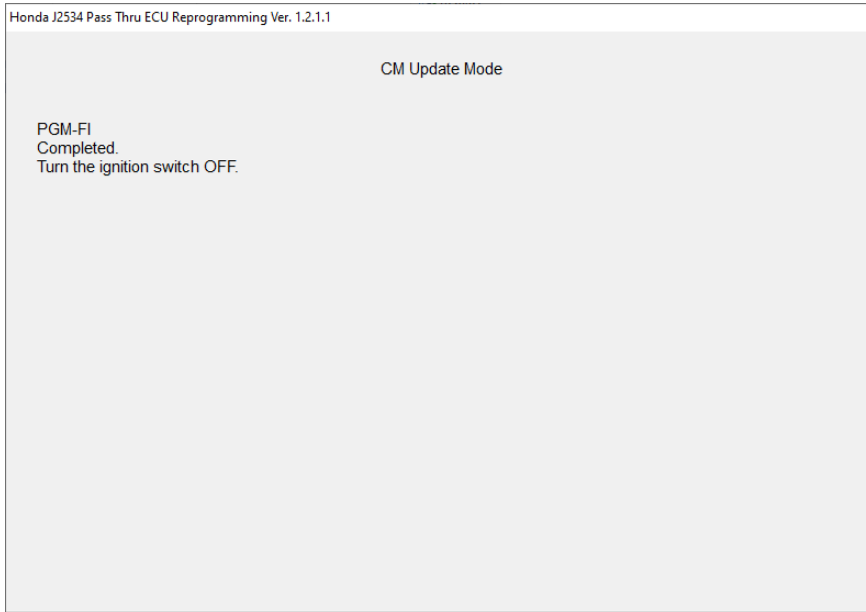 Honda J2534 Pass Thru ECU Reprogramming Ver. 1.2.1.1
CM Update Mode
PGM-FI
Completed.
Turn the ignition switch OFF.